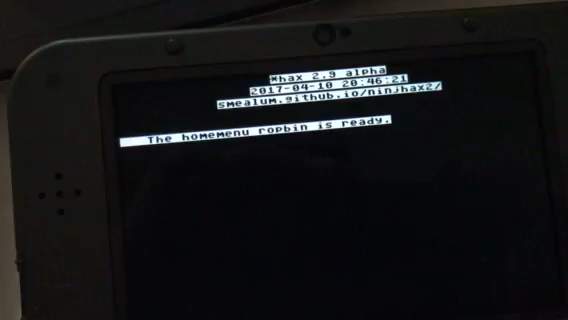 *hax 2.9 alpha
2017-04-10 20:46:21
smealum.github.io/ninjhax2/
The homemenu ropbin is ready.